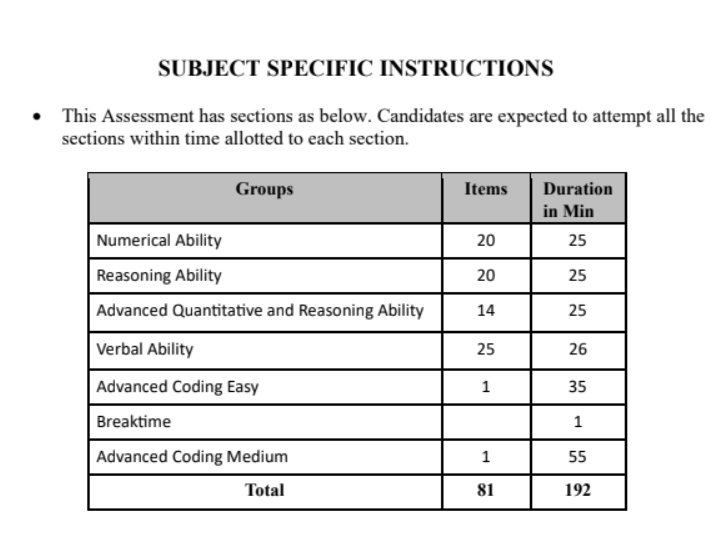 SUBJECT SPECIFIC INSTRUCTIONS
• This Assessment has sections as below. Candidates are expected to attempt all the
sections within time allotted to each section.
Groups Items Duration
in Min
Numerical Ability 20 25
Reasoning Ability 20 25
Advanced Quantitative and Reasoning Ability 14 25
Verbal Ability 25 26
Advanced Coding Easy 1 35
Breaktime 1
Advanced Coding Medium 1 55
Total 81 192